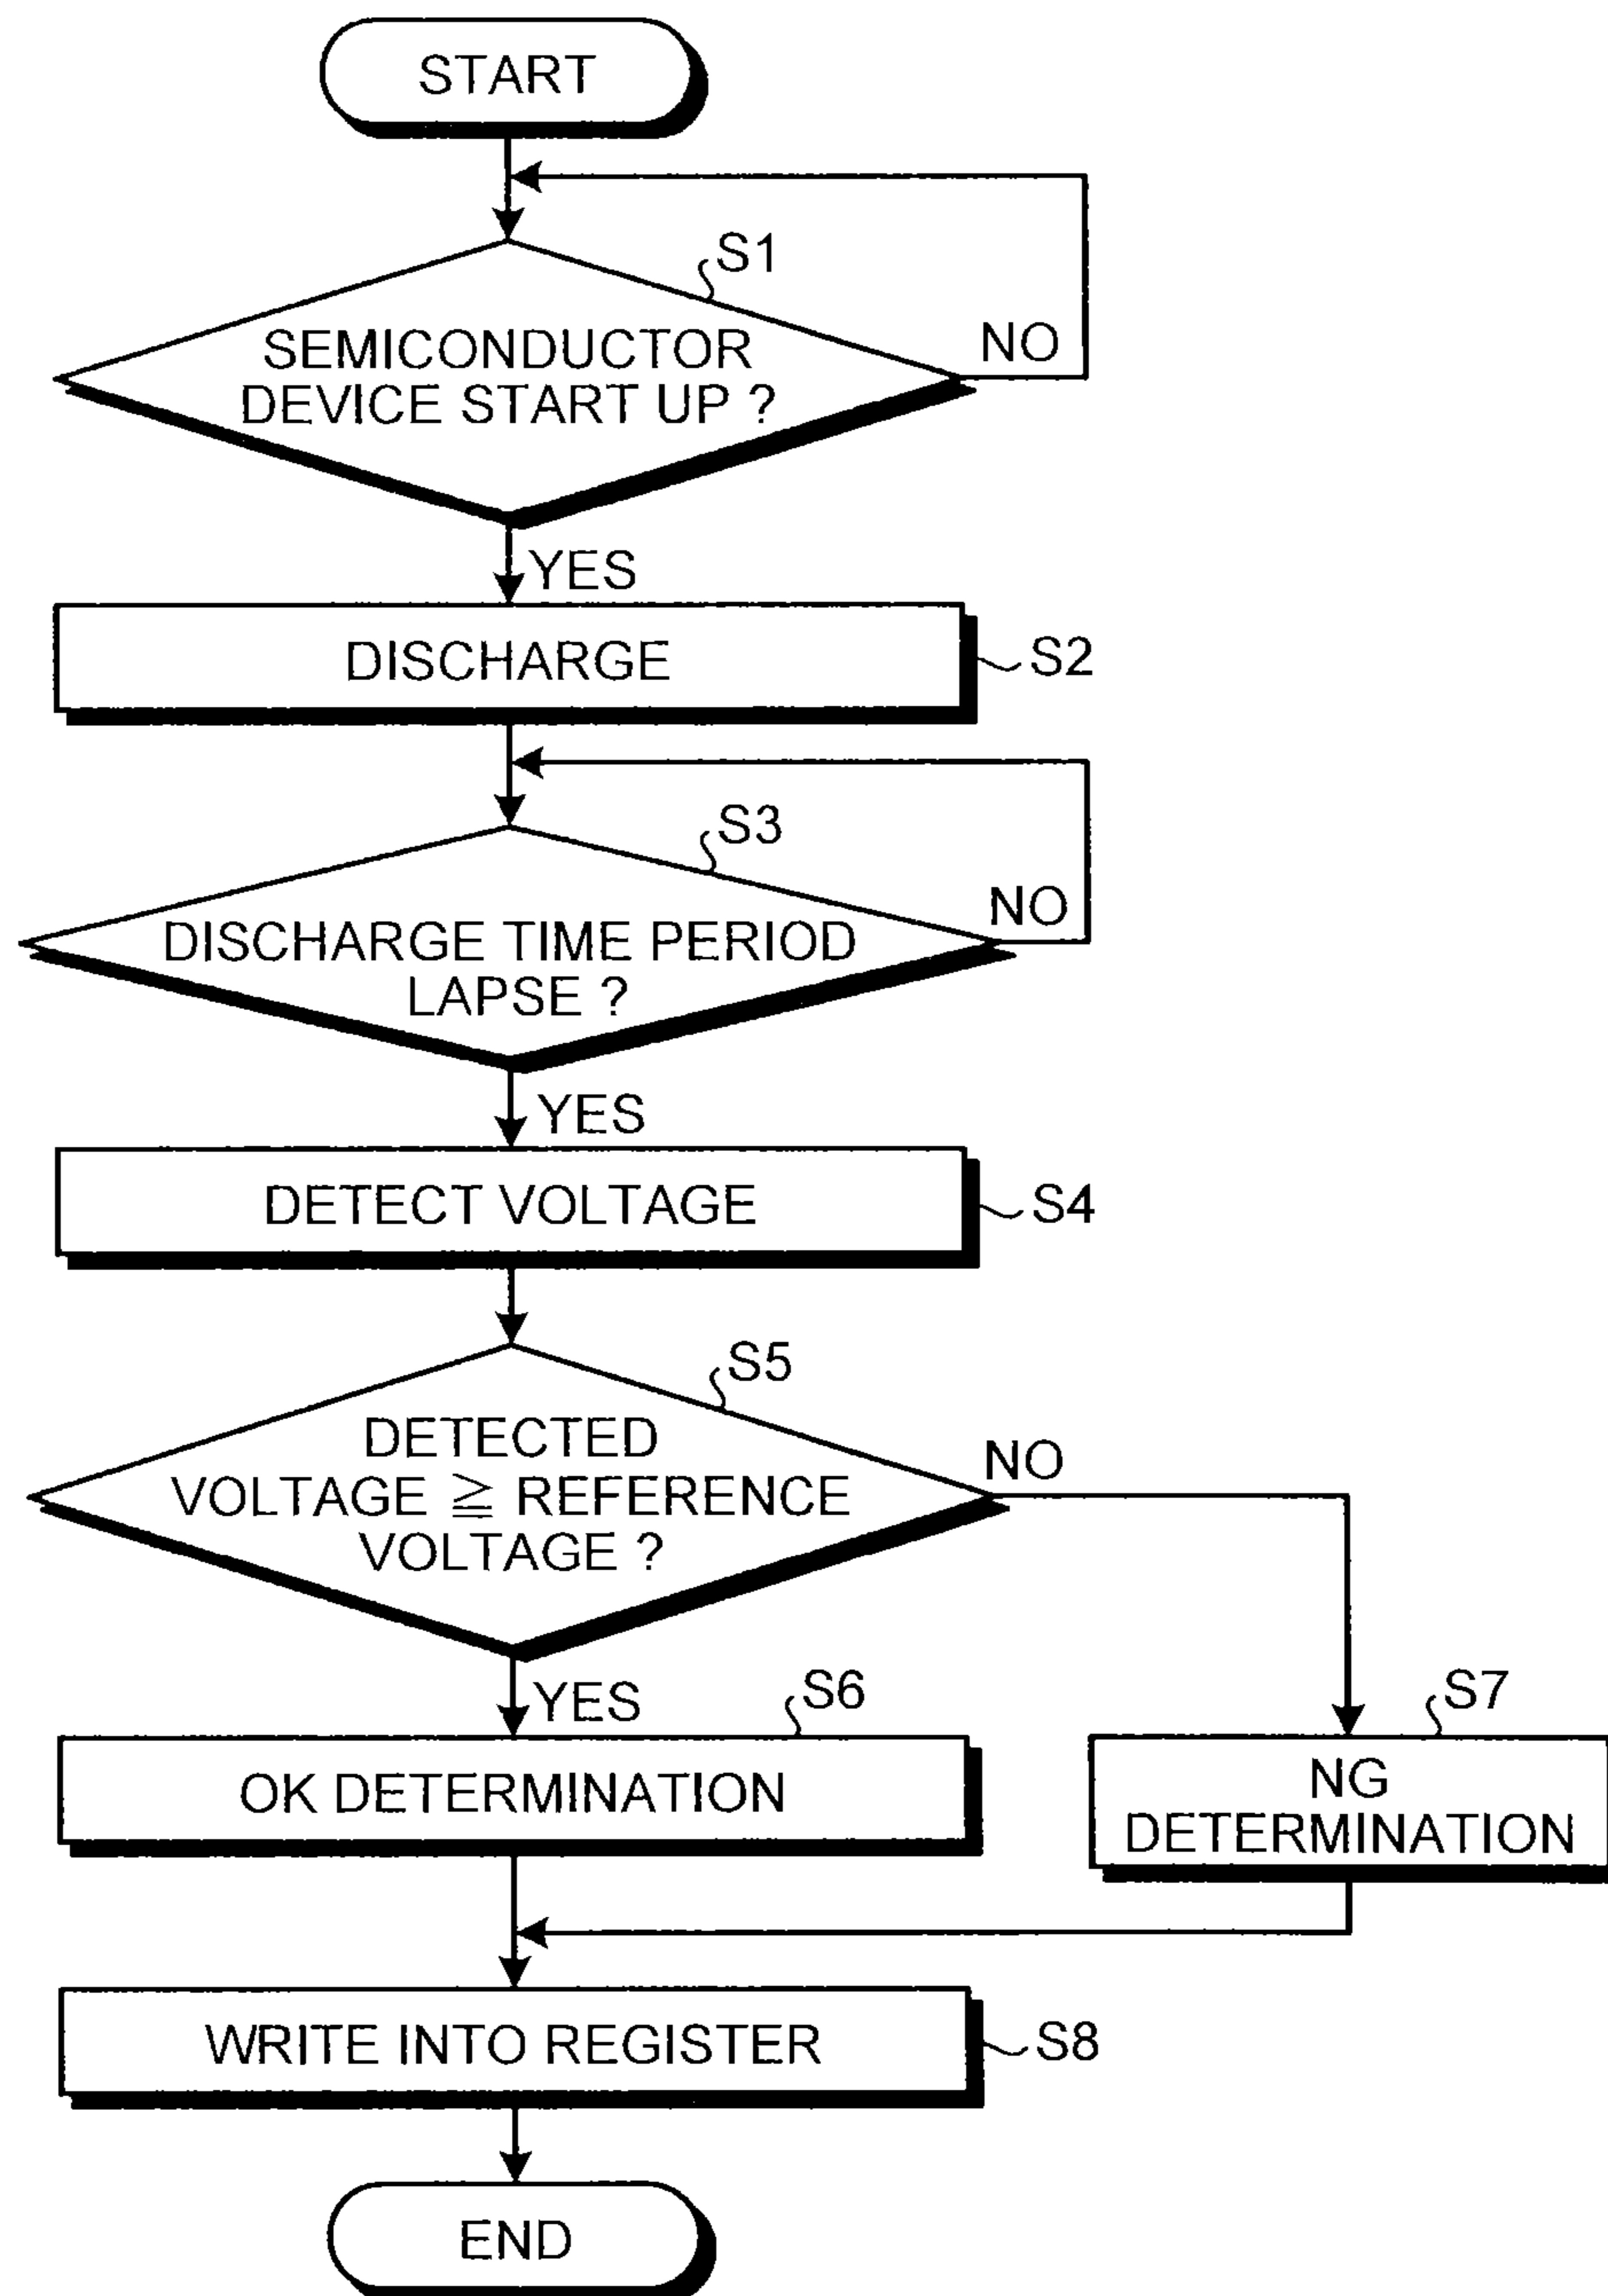 START
S1
SEMICONDUCTOR
DEVICE START UP ?
NO
YES
DISCHARGE
S2
S3
DISCHARGE TIME PERIOD
LAPSE ?
NO
YES
DETECT VOLTAGE
S4
S5
DETECTED
VOLTAGE ≧ REFERENCE
VOLTAGE ?
NO
YES
S6
OK DETERMINATION
S7
NG
DETERMINATION
WRITE INTO REGISTER
S8
END